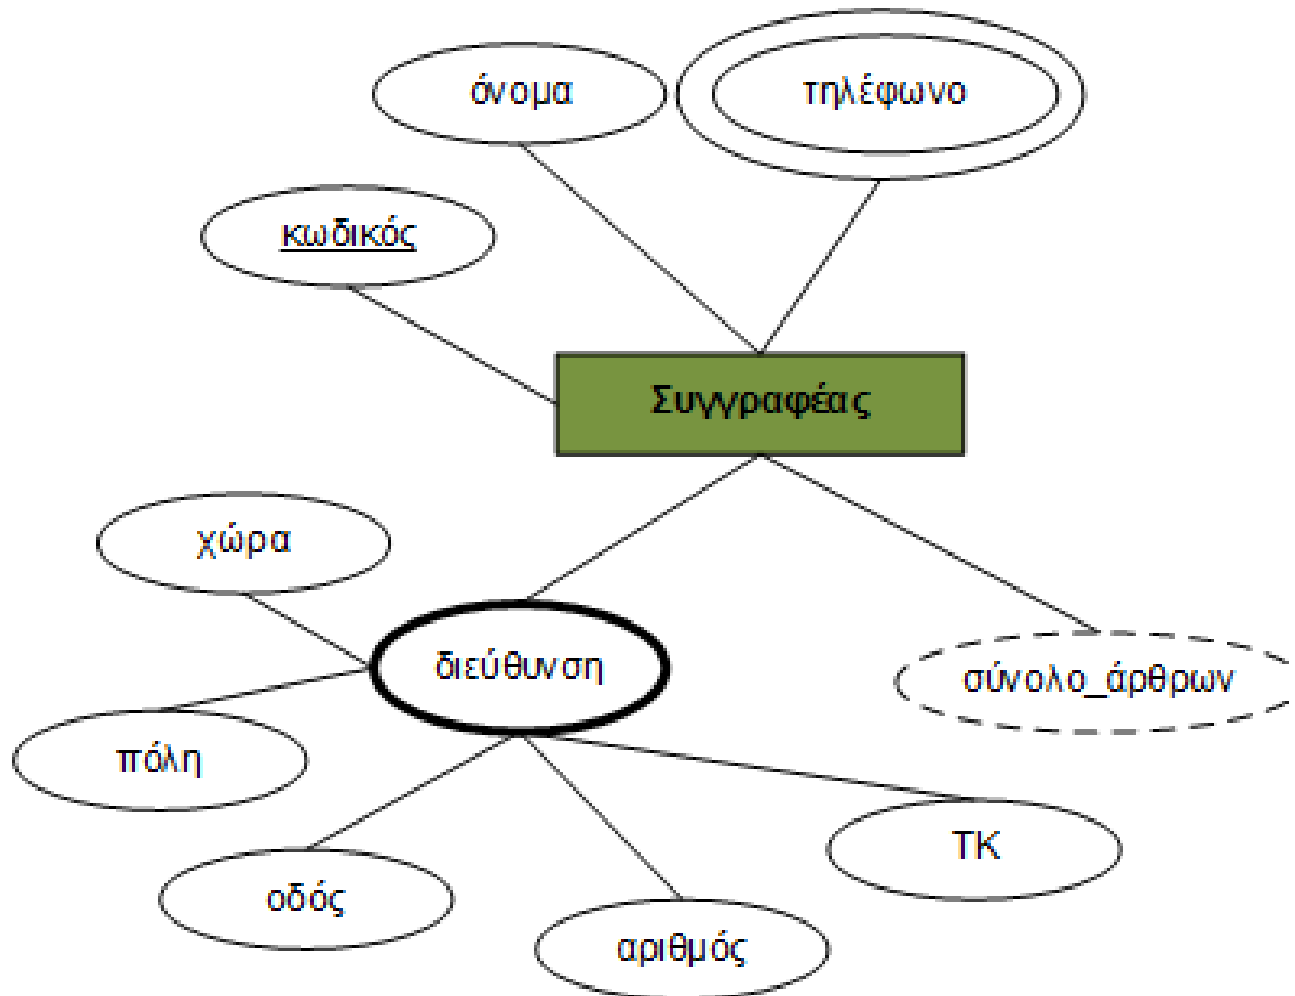 όνομα
τηλέφωνο
κωδικός
Συγγραφέας
χώρα
διεύθυνση
σύνολο_άρθρων
πόλη
ΤΚ
οδός
αριθμός